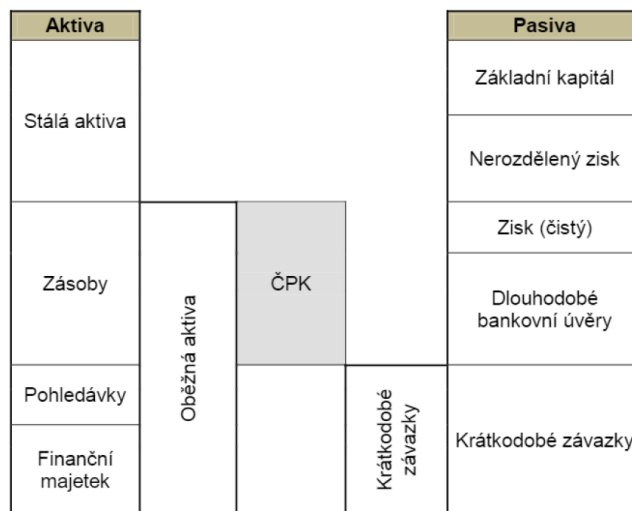 Aktiva
Pasiva
Stálá aktiva
Základní kapitál
Nerozdělený zisk
Zásoby
Oběžná aktiva
ČPK
Zisk (čistý)
Dlouhodobé
bankovní úvěry
Pohledávky
Finanční
majetek
Krátkodobé
závazky
Krátkodobé závazky